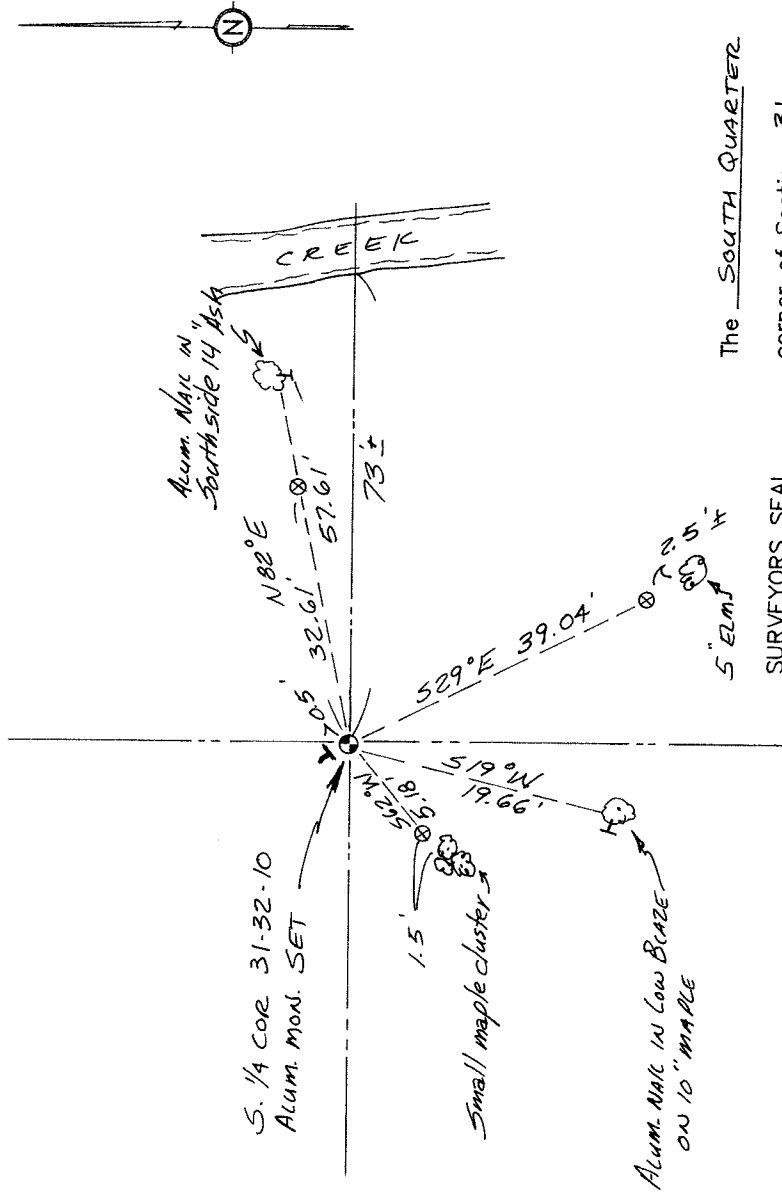 N
Alum. NAIL IN
Southside 14" Ash
S
CREEK
N82°E
32.61'
57.61'
73'±
0.5'
S. 1/4 COR 31-32-10
ALUM. MON. SET
S62°W
5.18'
1.5'
Small maple cluster
S19°W
19.66'
ALUM. NAIL IN LOW BLAZE
ON 10" MAPLE
S29°E 39.04'
2.5'±
5" ELMS
The SOUTH QUARTER
corner of Section 31
SURVEYORS SEAL